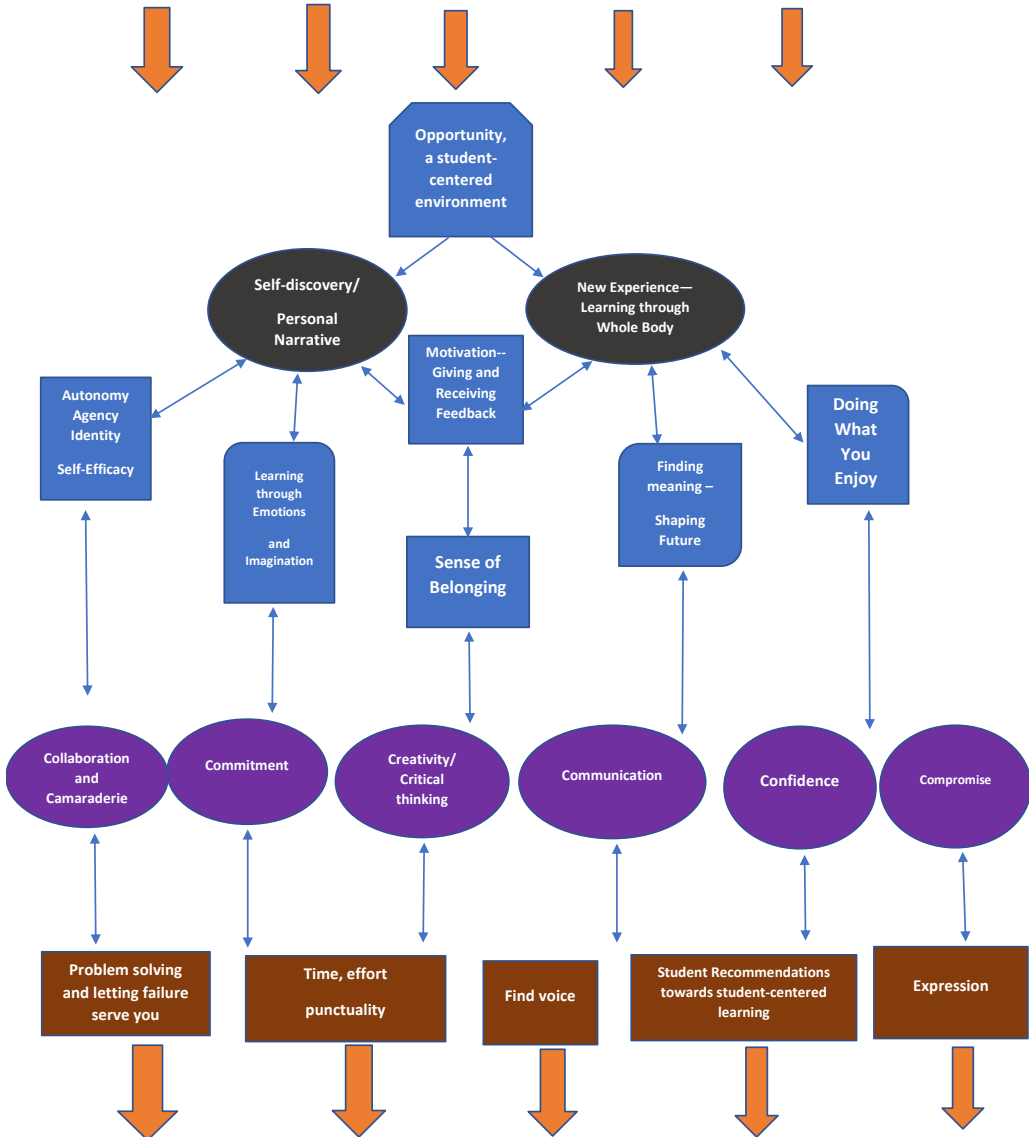 Opportunity,
a student-
centered
environment
Self-discovery/
Personal
Narrative
New Experience—
Learning through
Whole Body
Autonomy
Agency
Identity
Self-Efficacy
Learning
through
Emotions
and
Imagination
Motivation--
Giving and
Receiving
Feedback
Sense of
Belonging
Finding
meaning –
Shaping
Future
Doing
What
You
Enjoy
Collaboration
and
Camaraderie
Commitment
Creativity/
Critical
thinking
Communication
Confidence
Compromise
Problem solving
and letting failure
serve you
Time, effort
punctuality
Find voice
Student Recommendations
towards student-centered
learning
Expression